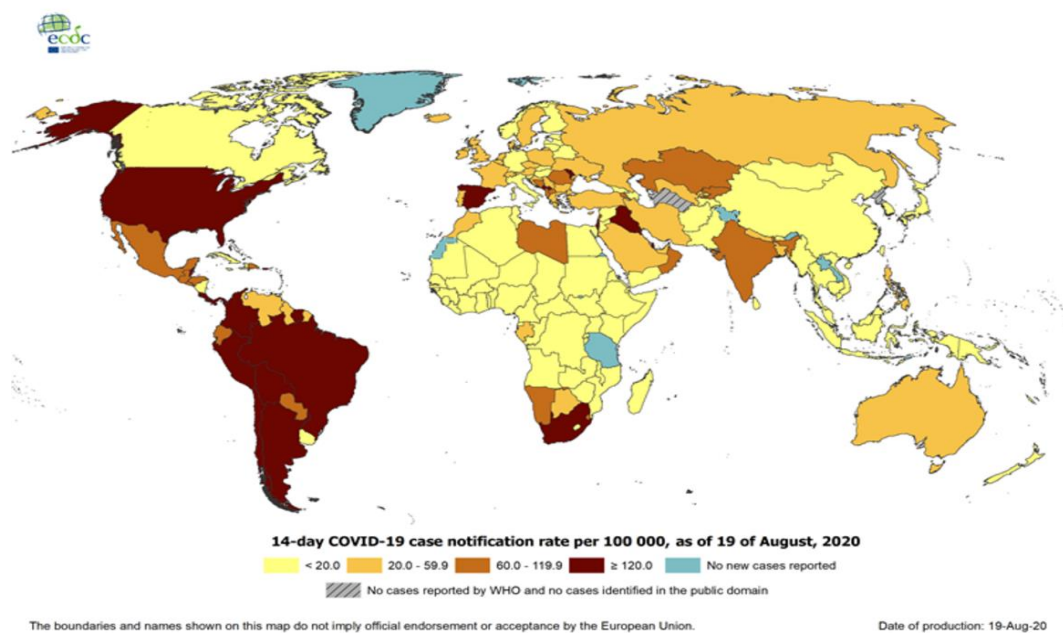 ecdc
14-day COVID-19 case notification rate per 100 000, as of 19 of August, 2020
< 20.0 20.0 - 59.9 60.0 - 119.9 ≥ 120.0 No new cases reported
No cases reported by WHO and no cases identified in the public domain
The boundaries and names shown on this map do not imply official endorsement or acceptance by the European Union. Date of production: 19-Aug-20